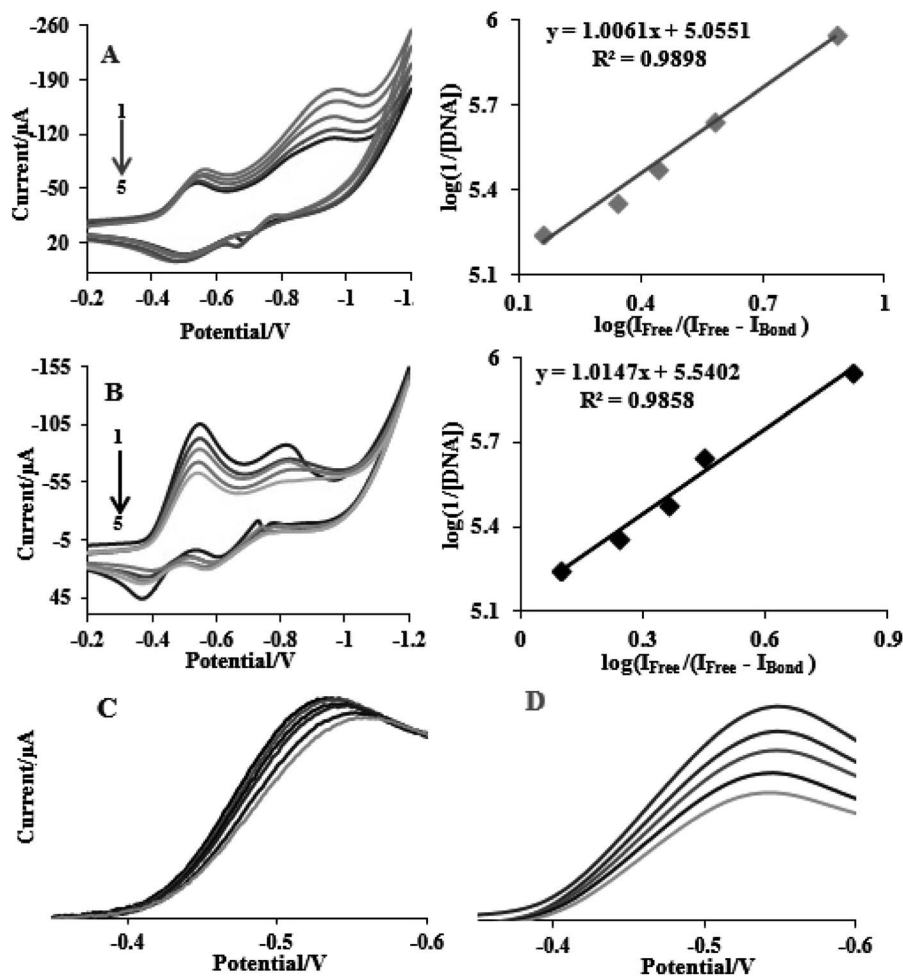 A
1
5
Current/µA
-260
-190
-120
-50
20
-0.2 -0.4 -0.6 -0.8 -1 -1.
Potential/V
y = 1.0061x + 5.0551
R² = 0.9898
log(1/[DNA])
6
5.7
5.4
5.1
0.1 0.4 0.7 1
log(I_Free/(I_Free - I_Bond)
B
1
5
Current/µA
-155
-105
-55
-5
45
-0.2 -0.4 -0.6 -0.8 -1 -1.2
Potential/V
y = 1.0147x + 5.5402
R² = 0.9858
log(1/[DNA])
6
5.7
5.4
5.1
0 0.3 0.6 0.9
log(I_Free/(I_Free - I_Bond)
C
Current/µA
-0.4 -0.5 -0.6
Potential/V
D
-0.4 -0.5 -0.6
Potential/V